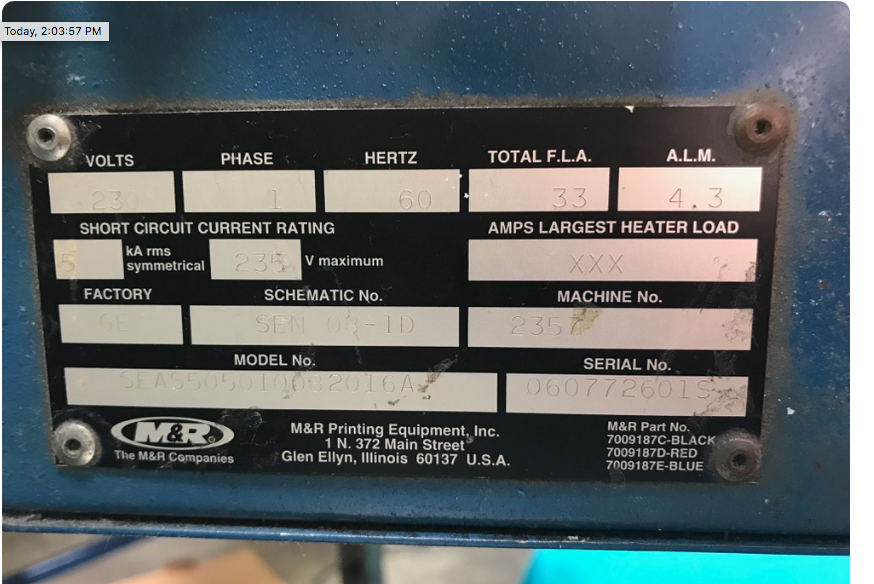 Today, 2:03:57 PM
VOLTS PHASE HERTZ TOTAL F.L.A. A.L.M.
230 1 60 33 4.3
SHORT CIRCUIT CURRENT RATING AMPS LARGEST HEATER LOAD
5 kA rms symmetrical 235 V maximum XXX
FACTORY SCHEMATIC No. MACHINE No.
GE SEN 03-1D 2357
MODEL No. SERIAL No.
060772601S
M&R
The M&R Companies
M&R Printing Equipment, Inc.
1 N. 372 Main Street
Glen Ellyn, Illinois 60137 U.S.A.
M&R Part No.
7009187C-BLACK
7009187D-RED
7009187E-BLUE